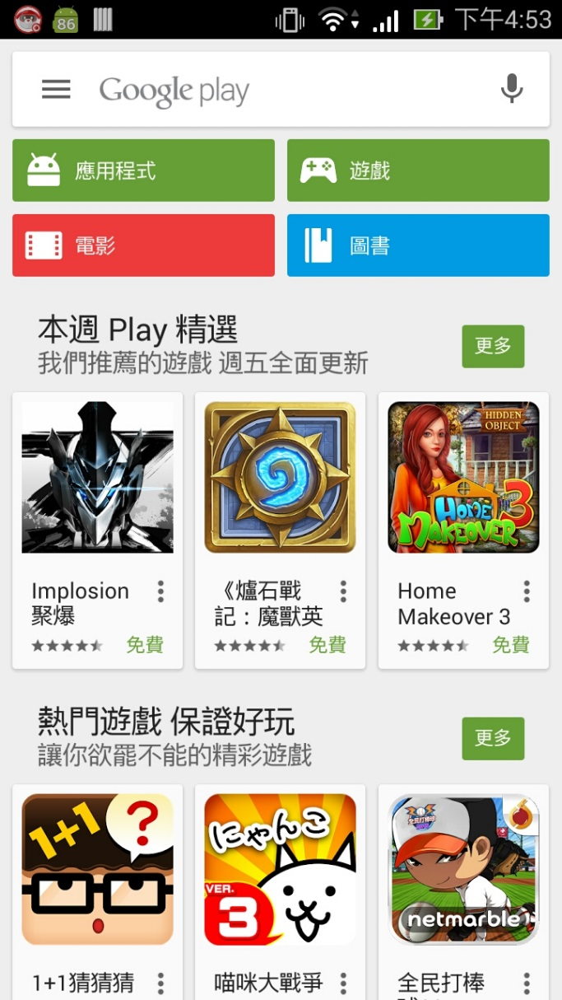 86
下午4:53
Google play
應用程式
遊戲
電影
圖書
本週 Play 精選
我們推薦的遊戲 週五全面更新
更多
HIDDEN
OBJECT
HOME
MAKEOVER 3
Implosion
聚爆
免費
《爐石戰
記：魔獸英
免費
Home
Makeover 3
免費
熱門遊戲 保證好玩
讓你欲罷不能的精彩遊戲
更多
1+1
?
にゃんこ
VER.
3
全民打棒球
netmarble
1+1猜猜猜
喵咪大戰爭
全民打棒